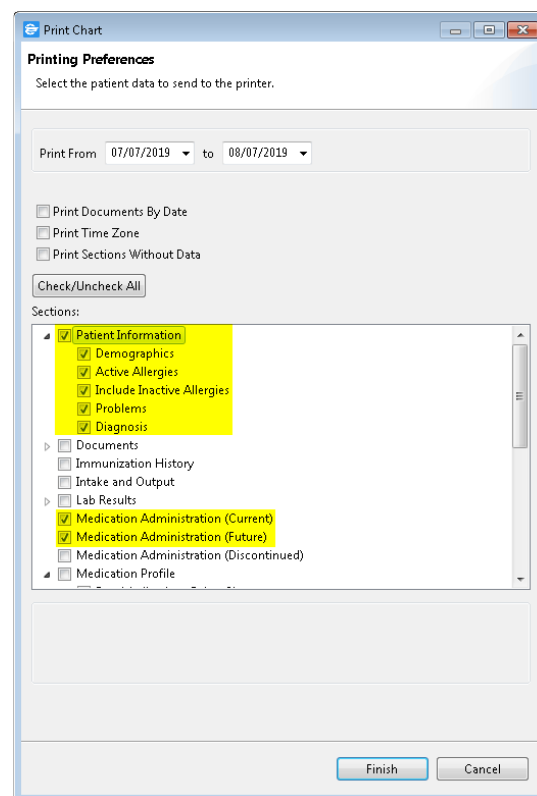 Print Chart
Printing Preferences
Select the patient data to send to the printer.
Print From 07/07/2019 to 08/07/2019
Print Documents By Date
Print Time Zone
Print Sections Without Data
Check/Uncheck All
Sections:
Patient Information
Demographics
Active Allergies
Include Inactive Allergies
Problems
Diagnosis
Documents
Immunization History
Intake and Output
Lab Results
Medication Administration (Current)
Medication Administration (Future)
Medication Administration (Discontinued)
Medication Profile
Finish Cancel